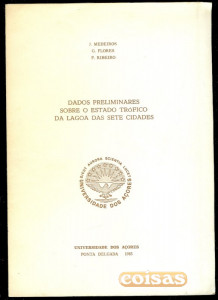 J. MEDEIROS
C. FLORES
P. RIBEIRO
DADOS PRELIMINARES
SOBRE O ESTADO TRÓFICO
DA LAGOA DAS SETE CIDADES
UNIVERSIDADE DOS AÇORES
UNIVERSIDADE DOS AÇORES
PONTA DELGADA
coisas